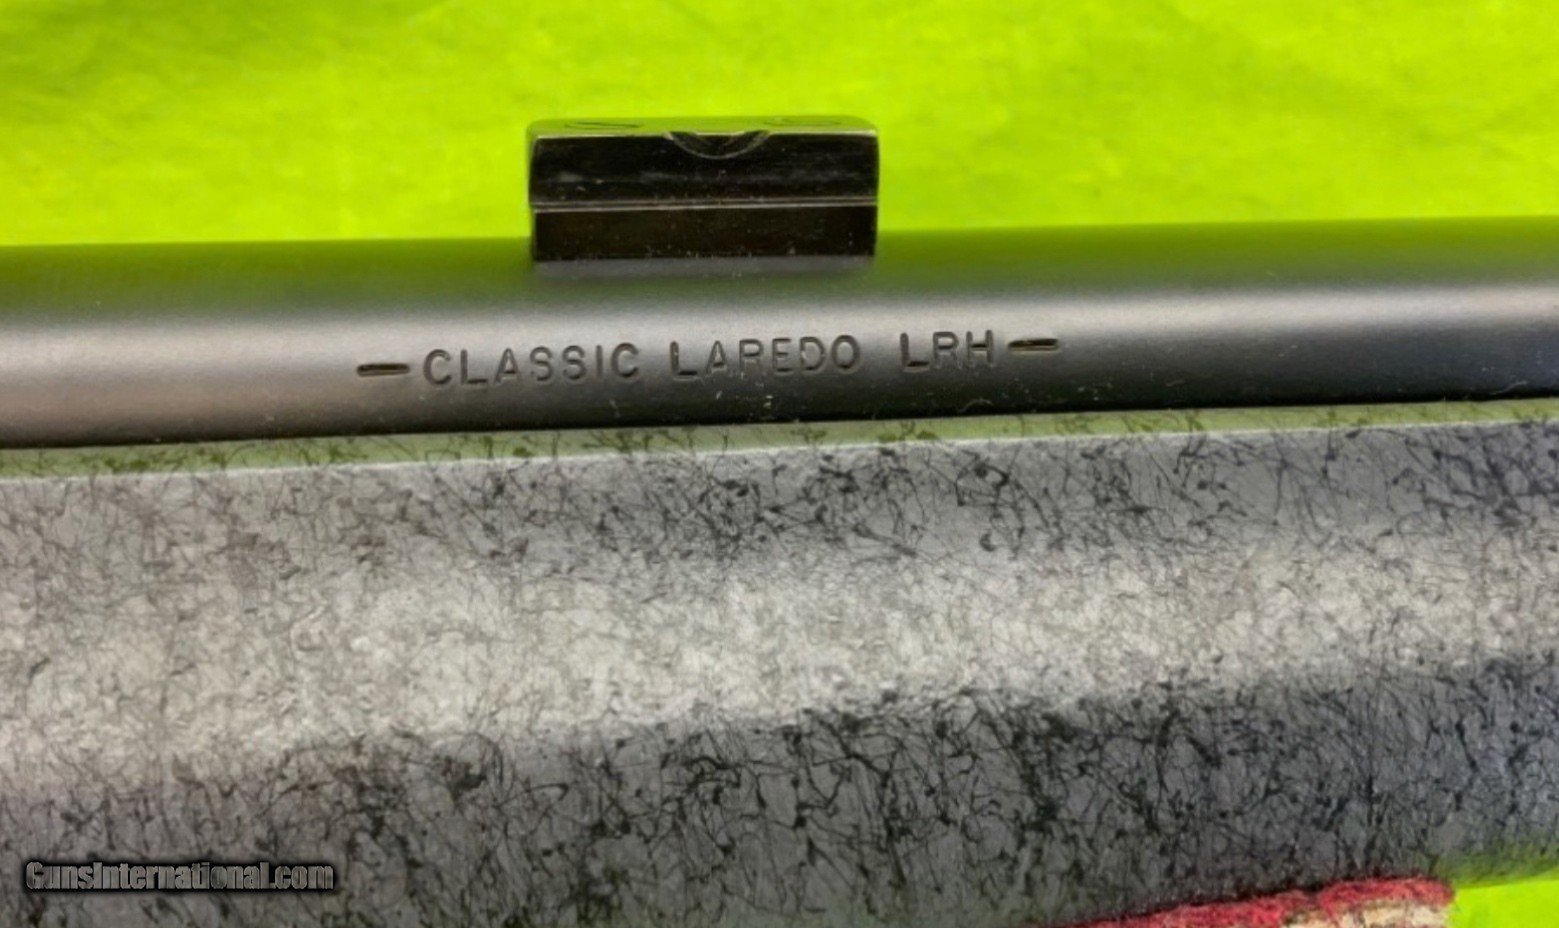 —CLASSIC LAREDO LRH—
GunsInternational.com